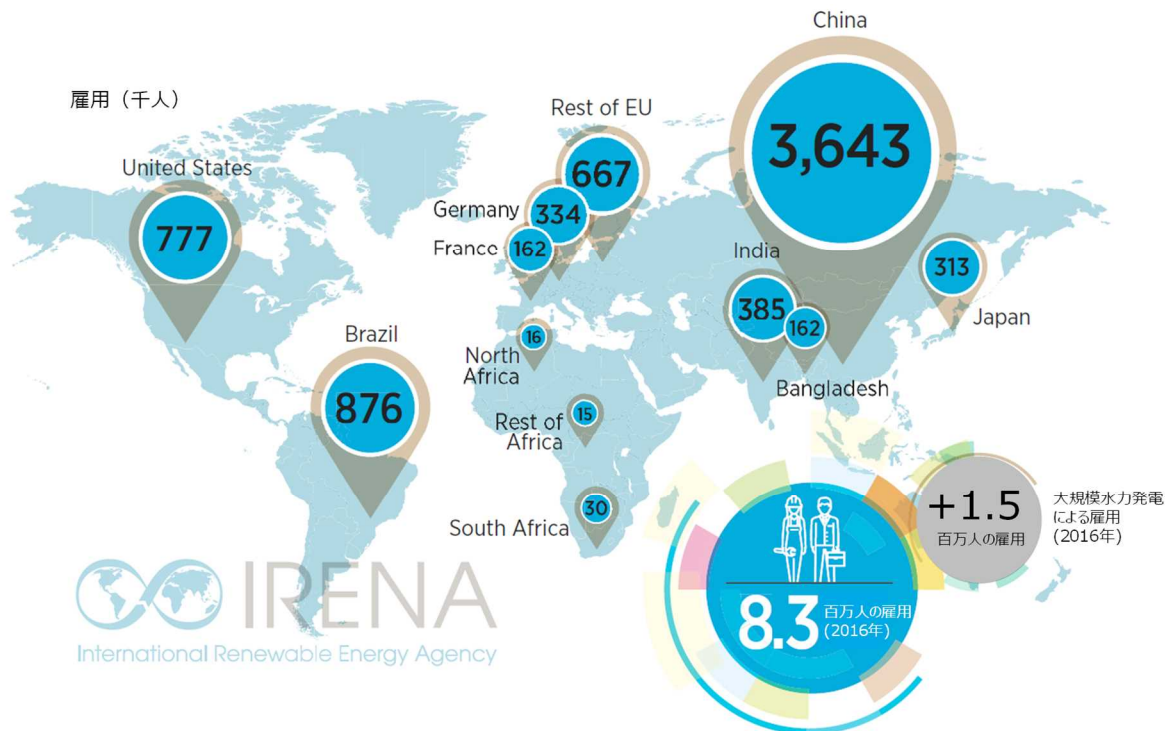 China
雇用（千人）
Rest of EU
3,643
United States
667
777
Germany
334
France
162
India
313
385
162
Japan
Brazil
16
North
Africa
Bangladesh
876
15
Rest of
Africa
30
South Africa
+1.5
百万人の雇用
大規模水力発電
による雇用
(2016年)
IRENA
International Renewable Energy Agency
8.3
百万人の雇用
(2016年)